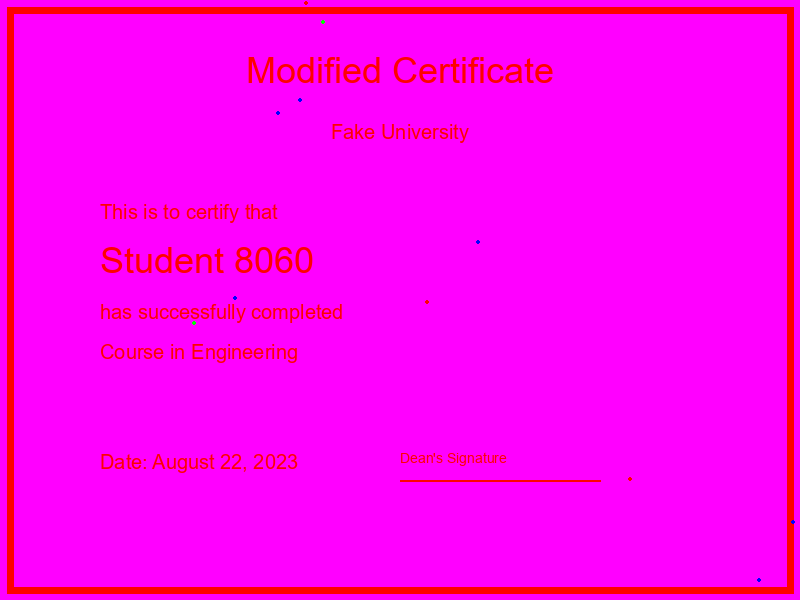 Modified Certificate
Fake University
This is to certify that
Student 8060
has successfully completed
Course in Engineering
Date: August 22, 2023
Dean's Signature